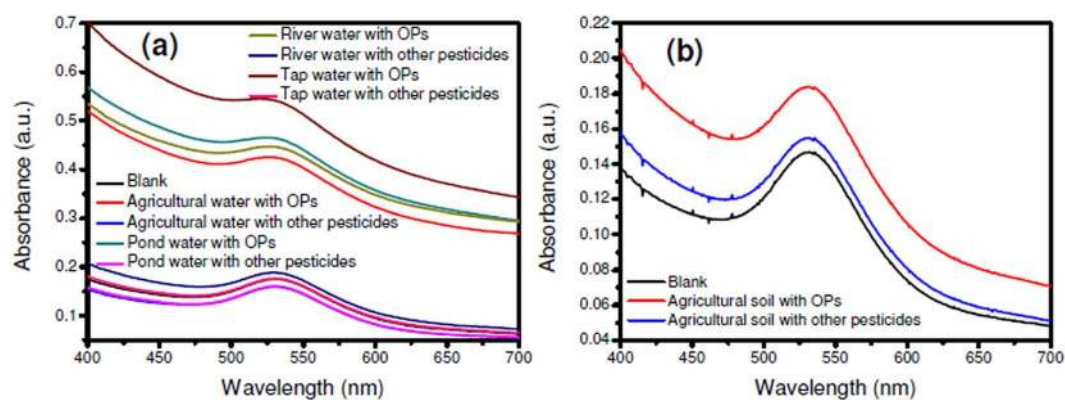 (a)
River water with OPs
River water with other pesticides
Tap water with OPs
Tap water with other pesticides
Blank
Agricultural water with OPs
Agricultural water with other pesticides
Pond water with OPs
Pond water with other pesticides
0.7
0.6
0.5
0.4
0.3
0.2
0.1
Absorbance (a.u.)
400 450 500 550 600 650 700
Wavelength (nm)
(b)
0.22
0.20
0.18
0.16
0.14
0.12
0.10
0.08
0.06
0.04
Absorbance (a.u.)
Blank
Agricultural soil with OPs
Agricultural soil with other pesticides
400 450 500 550 600 650 700
Wavelength (nm)